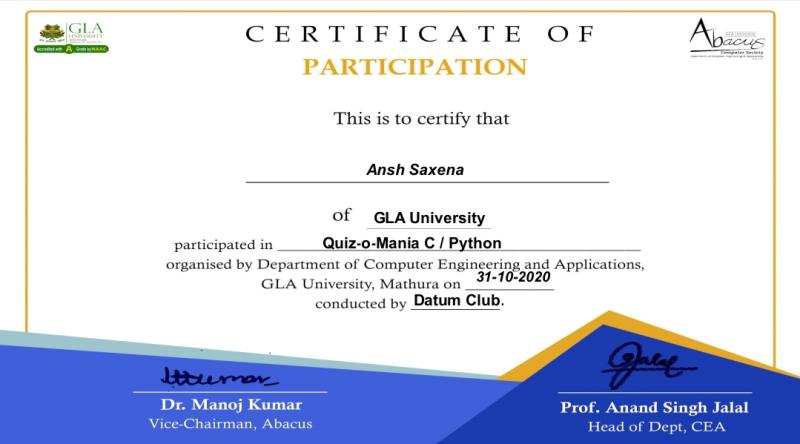 GLA
UNIVERSITY
Accredited with A Grade by NAAC
CERTIFICATE OF
PARTICIPATION
Abacus
Computer Society
This is to certify that
Ansh Saxena
of GLA University
participated in Quiz-o-Mania C / Python
organised by Department of Computer Engineering and Applications,
GLA University, Mathura on 31-10-2020
conducted by Datum Club.
Dr. Manoj Kumar
Vice-Chairman, Abacus
Prof. Anand Singh Jalal
Head of Dept, CEA